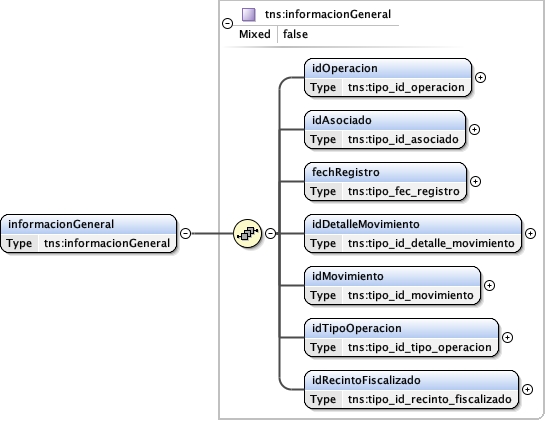 tns:informacionGeneral
Mixed false
idOperacion
Type tns:tipo_id_operacion
idAsociado
Type tns:tipo_id_asociado
fechRegistro
Type tns:tipo_fec_registro
informacionGeneral
Type tns:informacionGeneral
idDetalleMovimiento
Type tns:tipo_id_detalle_movimiento
idMovimiento
Type tns:tipo_id_movimiento
idTipoOperacion
Type tns:tipo_id_tipo_operacion
idRecintoFiscalizado
Type tns:tipo_id_recinto_fiscalizado